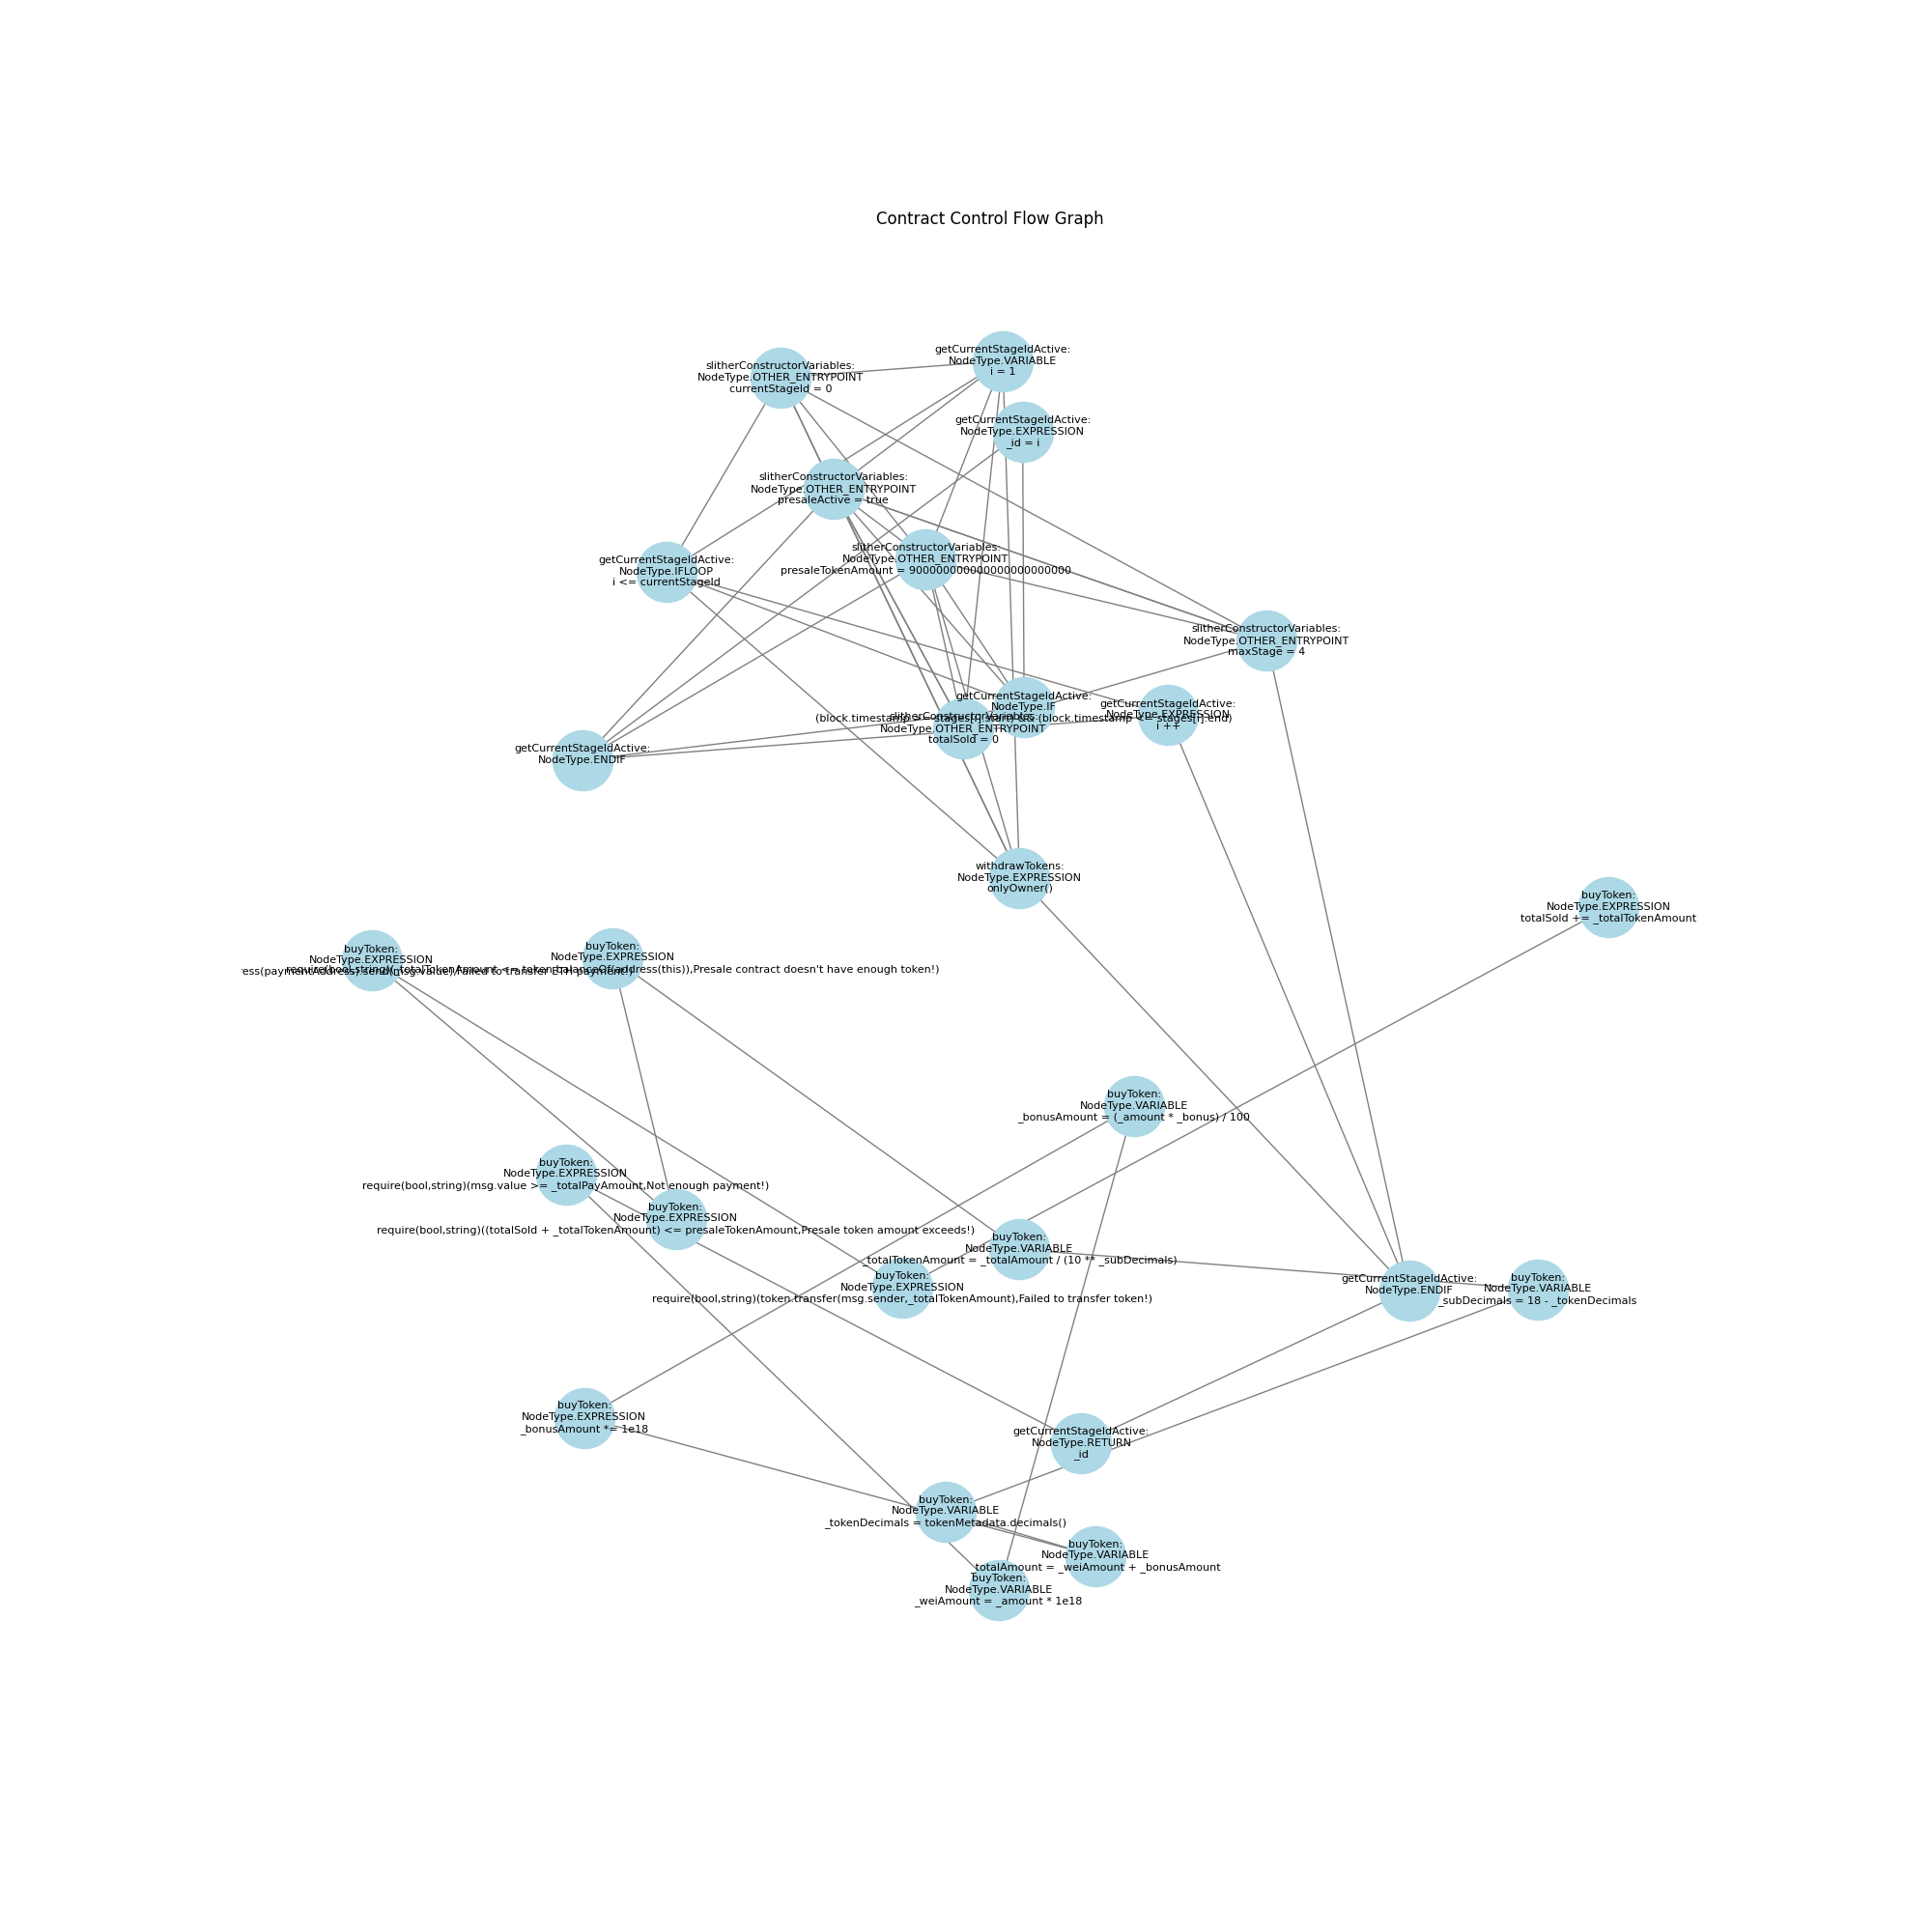 Contract Control Flow Graph
getCurrentStageIdActive:
NodeType.VARIABLE
i = 1
slitherConstructorVariables:
NodeType.OTHER_ENTRYPOINT
currentStageId = 0
getCurrentStageIdActive:
NodeType.EXPRESSION
_id = i
slitherConstructorVariables:
NodeType.OTHER_ENTRYPOINT
presaleActive = true
slitherConstructorVariables:
NodeType.OTHER_ENTRYPOINT
presaleTokenAmount =
getCurrentStageIdActive:
NodeType.IFLOOP
i <= currentStageId
slitherConstructorVariables:
NodeType.OTHER_ENTRYPOINT
maxStage = 4
getCurrentStageIdActive:
NodeType.IF
(block.timestamp >= stages[i].start) && (block.timestamp <= stages[i].end)
getCurrentStageIdActive:
NodeType.EXPRESSION
i ++
slitherConstructorVariables:
NodeType.OTHER_ENTRYPOINT
totalSold = 0
getCurrentStageIdActive:
NodeType.ENDIF
withdrawTokens:
NodeType.EXPRESSION
onlyOwner()
buyToken:
NodeType.EXPRESSION
totalSold += _totalTokenAmount
buyToken:
NodeType.EXPRESSION
ress(paymentAddress).send(msg.value),Failed to transfer ETH payment!)
buyToken:
NodeType.EXPRESSION
require(bool,string)(_totalTokenAmount <= token.balanceOf(address(this)),Presale contract doesn't have enough token!)
buyToken:
NodeType.VARIABLE
_bonusAmount = (_amount * _bonus) / 100
buyToken:
NodeType.EXPRESSION
require(bool,string)(msg.value >= _totalPayAmount,Not enough payment!)
buyToken:
NodeType.EXPRESSION
require(bool,string)((totalSold + _totalTokenAmount) <= presaleTokenAmount,Presale token amount exceeds!)
buyToken:
NodeType.VARIABLE
_totalTokenAmount = _totalAmount / (10 ** _subDecimals)
buyToken:
NodeType.EXPRESSION
require(bool,string)(token.transfer(msg.sender,_totalTokenAmount),Failed to transfer token!)
getCurrentStageIdActive:
NodeType.ENDIF
buyToken:
NodeType.VARIABLE
_subDecimals = 18 - _tokenDecimals
buyToken:
NodeType.EXPRESSION
_bonusAmount *= 1e18
getCurrentStageIdActive:
NodeType.RETURN
_id
buyToken:
NodeType.VARIABLE
_tokenDecimals = tokenMetadata.decimals()
buyToken:
NodeType.VARIABLE
_totalAmount = _weiAmount + _bonusAmount
buyToken:
NodeType.VARIABLE
_weiAmount = _amount * 1e18